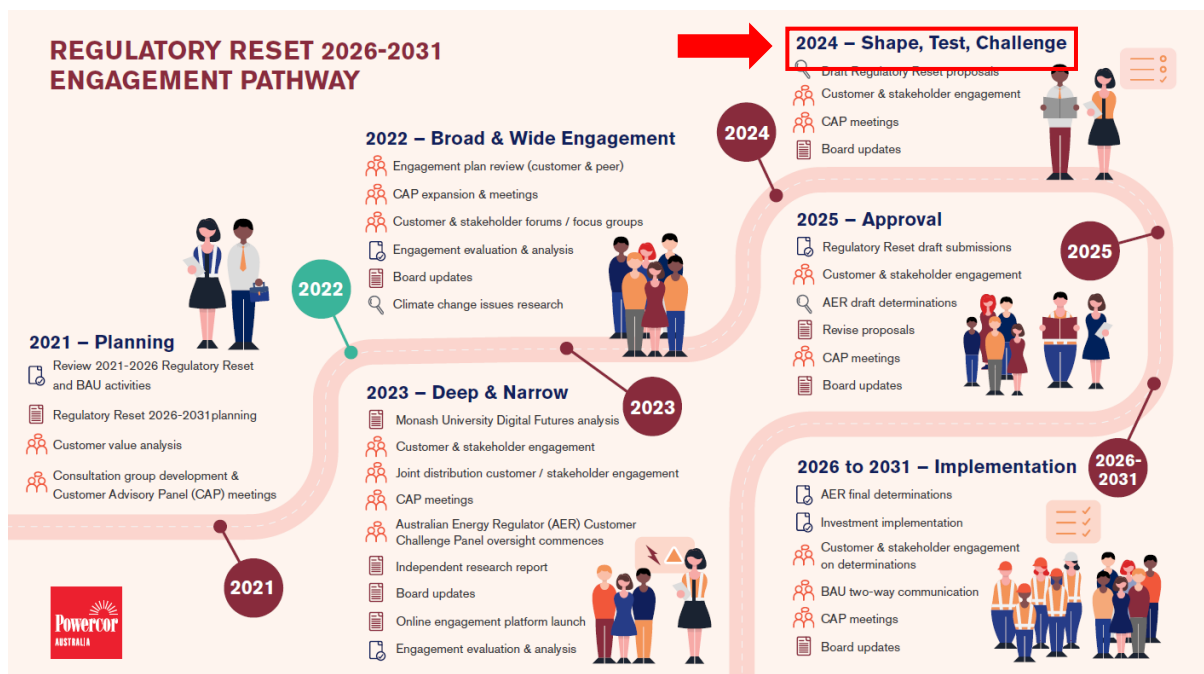 REGULATORY RESET 2026-2031
ENGAGEMENT PATHWAY
2021 – Planning
Review 2021-2026 Regulatory Reset
and BAU activities
Regulatory Reset 2026-2031 planning
Customer value analysis
Consultation group development &
Customer Advisory Panel (CAP) meetings
2021
2022
2022 – Broad & Wide Engagement
Engagement plan review (customer & peer)
CAP expansion & meetings
Customer & stakeholder forums / focus groups
Engagement evaluation & analysis
Board updates
Climate change issues research
2023
2023 – Deep & Narrow
Monash University Digital Futures analysis
Customer & stakeholder engagement
Joint distribution customer / stakeholder engagement
CAP meetings
Australian Energy Regulator (AER) Customer
Challenge Panel oversight commences
Independent research report
Board updates
Online engagement platform launch
Engagement evaluation & analysis
2024
2024 – Shape, Test, Challenge
Draft Regulatory Reset proposals
Customer & stakeholder engagement
CAP meetings
Board updates
2025
2025 – Approval
Regulatory Reset draft submissions
Customer & stakeholder engagement
AER draft determinations
Revise proposals
CAP meetings
Board updates
2026-
2031
2026 to 2031 – Implementation
AER final determinations
Investment implementation
Customer & stakeholder engagement
on determinations
BAU two-way communication
CAP meetings
Board updates
Powercor
AUSTRALIA